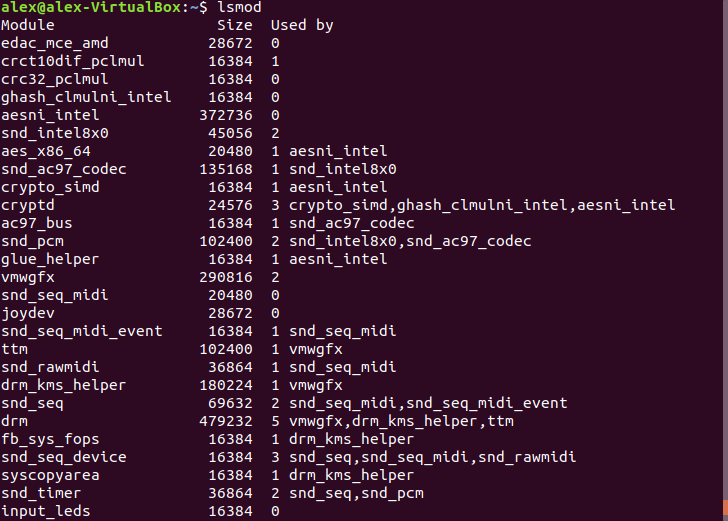 alex@alex-VirtualBox:~$ lsmod
Module                  Size  Used by
edac_mce_amd           28672  0
crct10dif_pclmul       16384  1
crc32_pclmul           16384  0
ghash_clmulni_intel    16384  0
aesni_intel           372736  0
snd_intel8x0           45056  2
aes_x86_64             20480  1 aesni_intel
snd_ac97_codec        135168  1 snd_intel8x0
crypto_simd            16384  1 aesni_intel
cryptd                 24576  3 crypto_simd,ghash_clmulni_intel,aesni_intel
ac97_bus               16384  1 snd_ac97_codec
snd_pcm               102400  2 snd_intel8x0,snd_ac97_codec
glue_helper            16384  1 aesni_intel
vmwgfx                290816  2
snd_seq_midi           20480  0
joydev                 28672  0
snd_seq_midi_event     16384  1 snd_seq_midi
ttm                   102400  1 vmwgfx
snd_rawmidi            36864  1 snd_seq_midi
drm_kms_helper        180224  1 vmwgfx
snd_seq                69632  2 snd_seq_midi,snd_seq_midi_event
drm                   479232  5 vmwgfx,drm_kms_helper,ttm
fb_sys_fops            16384  1 drm_kms_helper
snd_seq_device         16384  3 snd_seq,snd_seq_midi,snd_rawmidi
syscopyarea            16384  1 drm_kms_helper
snd_timer              36864  2 snd_seq,snd_pcm
input_leds             16384  0